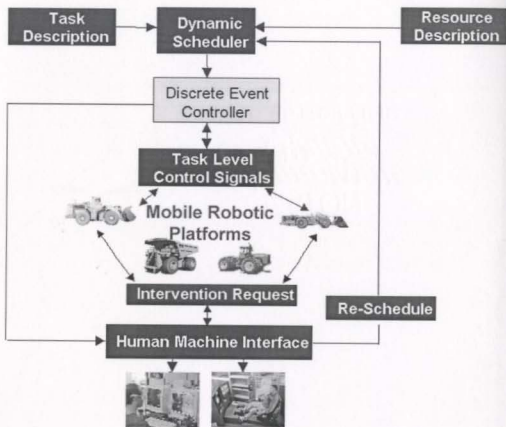 Task
Description
Dynamic
Scheduler
Resource
Description
Discrete Event
Controller
Task Level
Control Signals
Mobile Robotic
Platforms
Intervention Request
Re-Schedule
Human Machine Interface